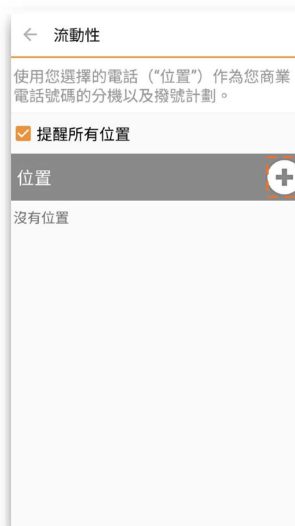 流動性
使用您選擇的電話（“位置”）作為您商業
電話號碼的分機以及撥號計劃。
提醒所有位置
位置
沒有位置